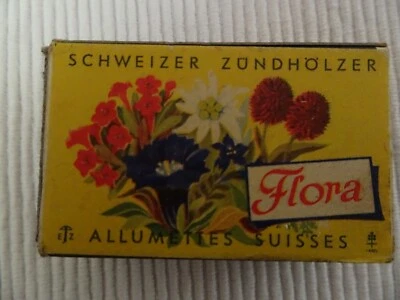 SCHWEIZER ZÜNDHÖLZER
Flora
ALLUMETTES SUISSES